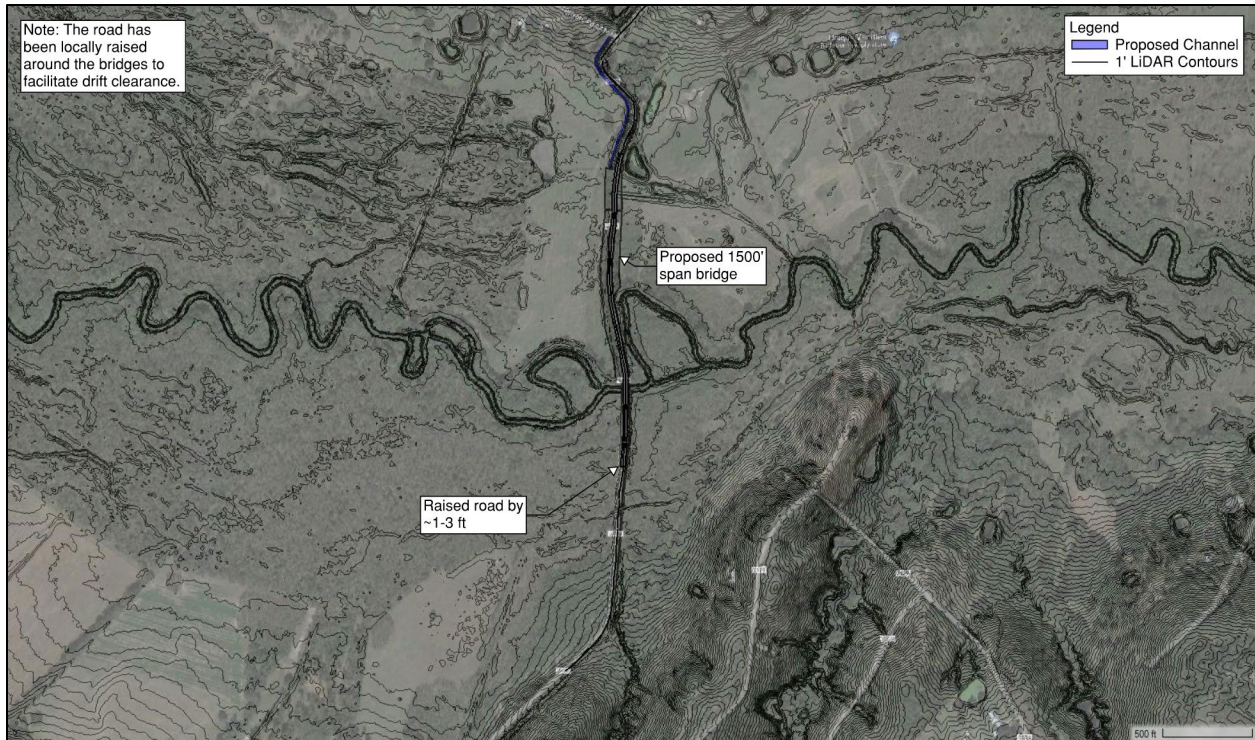 Note: The road has
been locally raised
around the bridges to
facilitate drift clearance.
Legend
Proposed Channel
1' LiDAR Contours
Proposed 1500'
span bridge
Raised road by
~1-3 ft
500 ft